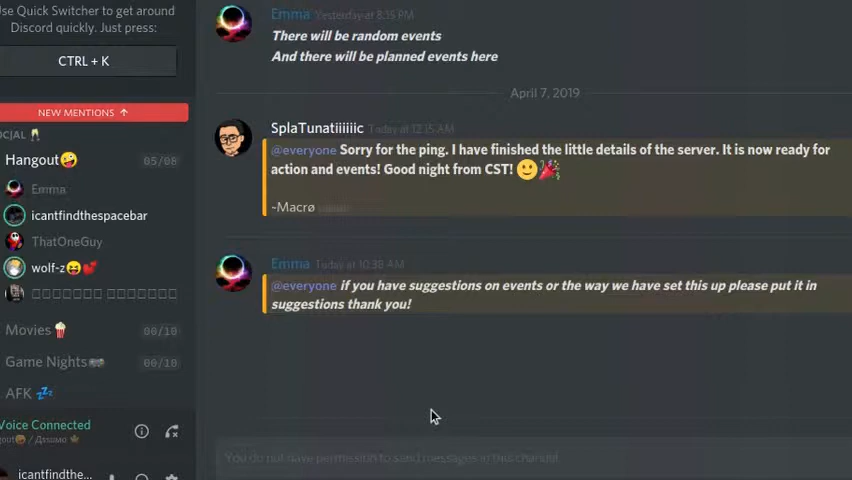 Use Quick Switcher to get around
Discord quickly. Just press:
CTRL + K
NEW MENTIONS ↑
OCIAL 🥂
Hangout🤪 05/08
Emma
icantfindthespacebar
ThatOneGuy
wolf-z😝💕
Movies🍿 00/10
Game Nights🎮 00/10
AFK 💤
Voice Connected
icantfindthe...
Emma Yesterday at 8:15 PM
There will be random events
And there will be planned events here
April 7, 2019
SplaTunatiiiiiic Today at 12:15 AM
@everyone Sorry for the ping. I have finished the little details of the server. It is now ready for
action and events! Good night from CST! 🙂🎉
~Macrø (edited)
Emma Today at 10:38 AM
@everyone if you have suggestions on events or the way we have set this up please put it in
suggestions thank you!
You do not have permission to send messages in this channel.